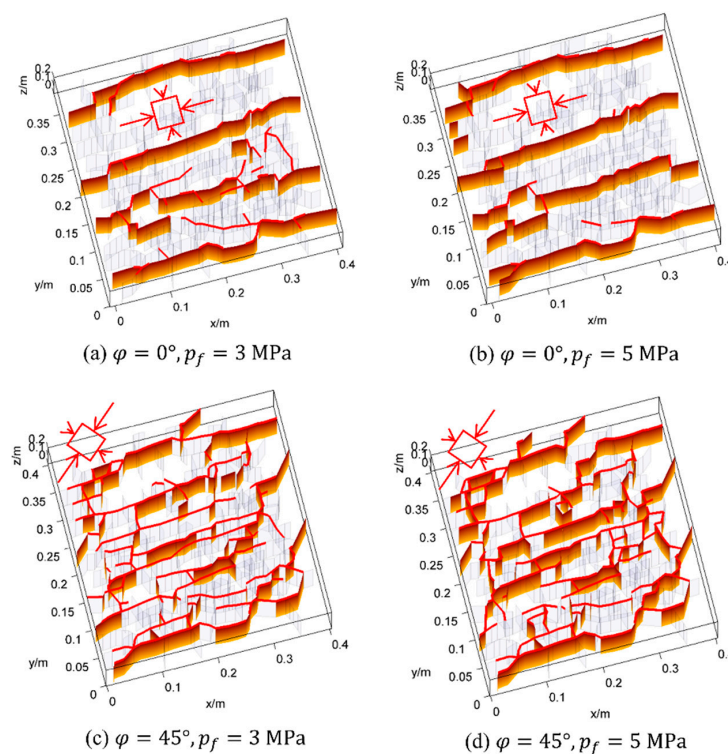 z/m 0.2 0.1 0 0.35 0.3 0.25 0.2 0.15 0.1 y/m 0.05 0 0 0.1 0.2 0.3 0.4 x/m
(a) φ = 0°, p_f = 3 MPa
z/m 0.2 0.1 0 0.35 0.3 0.25 0.2 0.15 0.1 y/m 0.05 0 0 0.1 0.2 0.3 0.4 x/m
(b) φ = 0°, p_f = 5 MPa
z/m 0.2 0.1 0 0.4 0.35 0.3 0.25 0.2 0.15 0.1 y/m 0.05 0 0 0.1 0.2 0.3 0.4 x/m
(c) φ = 45°, p_f = 3 MPa
z/m 0.2 0.1 0 0.4 0.35 0.3 0.25 0.2 0.15 0.1 y/m 0.05 0 0 0.1 0.2 0.3 x/m
(d) φ = 45°, p_f = 5 MPa